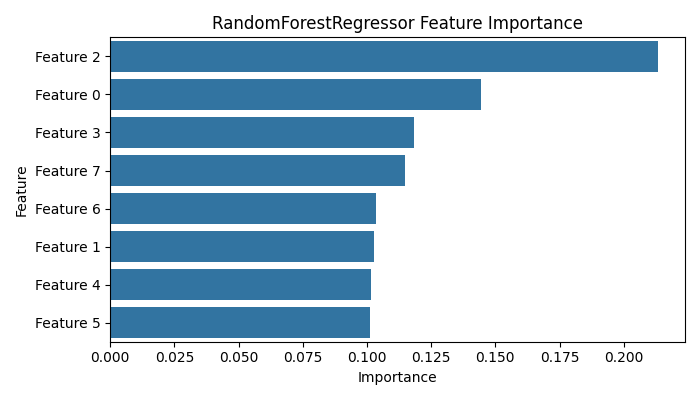 RandomForestRegressor Feature Importance
Feature 2
Feature 0
Feature 3
Feature 7
Feature 6
Feature 1
Feature 4
Feature 5
Feature
0.000 0.025 0.050 0.075 0.100 0.125 0.150 0.175 0.200
Importance